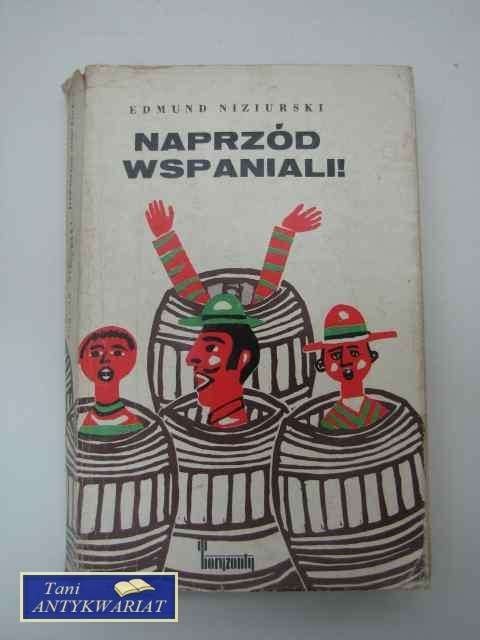 EDMUND NIZIURSKI
NAPRZÓD
WSPANIALI!
horyzonty
Tani
ANTYKWARIAT